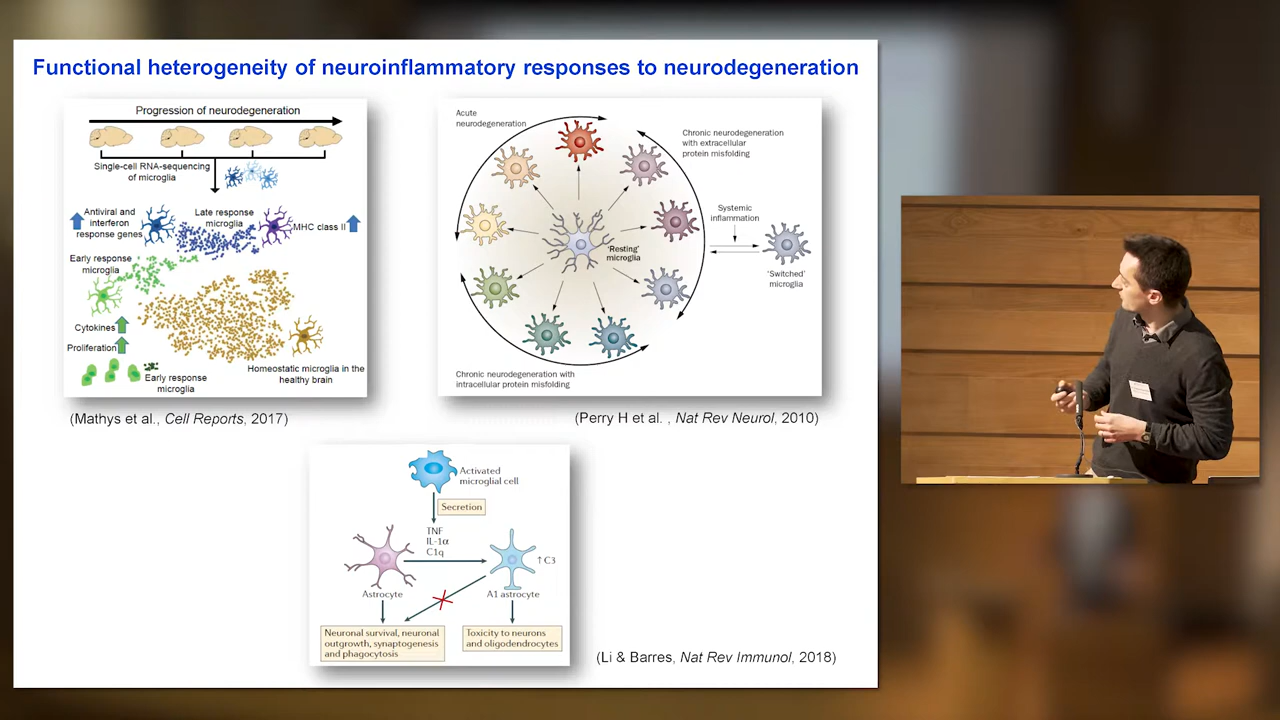 Functional heterogeneity of neuroinflammatory responses to neurodegeneration
Progression of neurodegeneration
Single-cell RNA-sequencing
of microglia
Antiviral and
interferon
response genes
Late response
microglia
MHC class II
Early response
microglia
Cytokines
Proliferation
Early response
microglia
Homeostatic microglia in the
healthy brain
(Mathys et al., Cell Reports, 2017)
Acute
neurodegeneration
Chronic neurodegeneration
with extracellular
protein misfolding
Systemic
inflammation
'Resting'
microglia
'Switched'
microglia
Chronic neurodegeneration with
intracellular protein misfolding
(Perry H et al. , Nat Rev Neurol, 2010)
Activated
microglial cell
Secretion
TNF
IL-1α
C1q
↑C3
Astrocyte
A1 astrocyte
Neuronal survival, neuronal
outgrowth, synaptogenesis
and phagocytosis
Toxicity to neurons
and oligodendrocytes
(Li & Barres, Nat Rev Immunol, 2018)